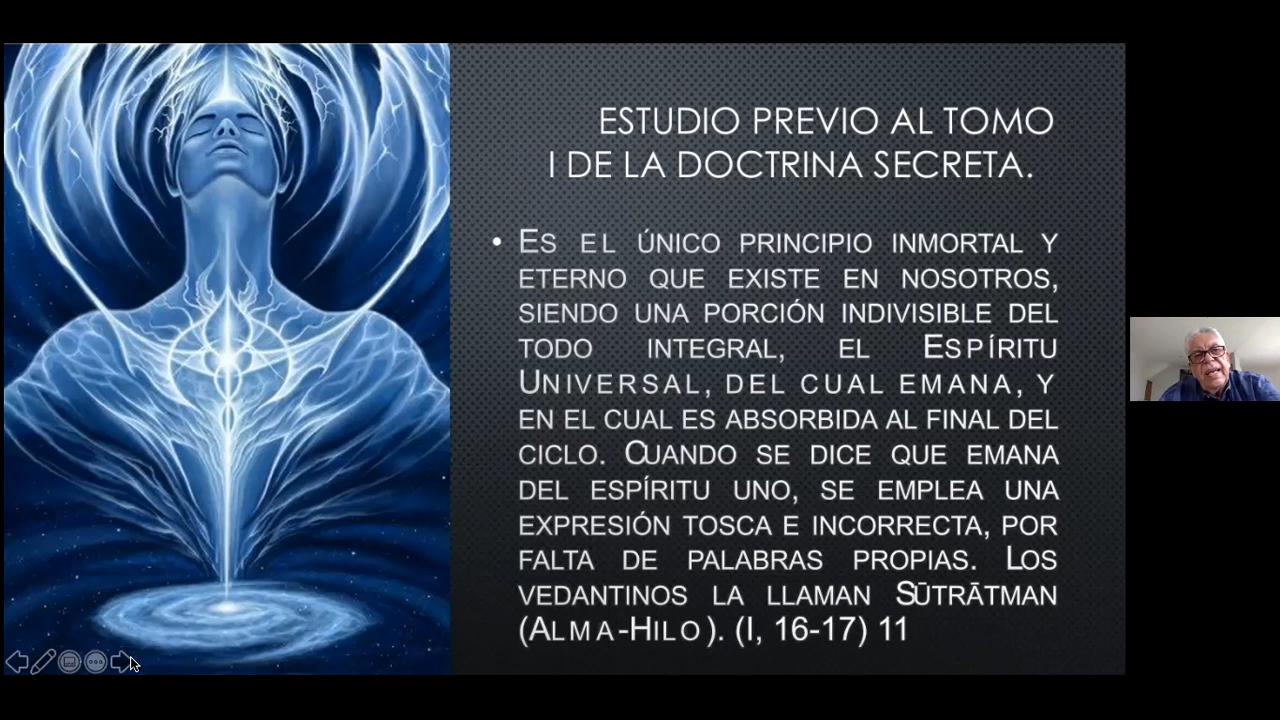 ESTUDIO PREVIO AL TOMO
I DE LA DOCTRINA SECRETA.
• ES EL ÚNICO PRINCIPIO INMORTAL Y
ETERNO QUE EXISTE EN NOSOTROS,
SIENDO UNA PORCIÓN INDIVISIBLE DEL
TODO INTEGRAL, EL ESPÍRITU
UNIVERSAL, DEL CUAL EMANA, Y
EN EL CUAL ES ABSORBIDA AL FINAL DEL
CICLO. CUANDO SE DICE QUE EMANA
DEL ESPÍRITU UNO, SE EMPLEA UNA
EXPRESIÓN TOSCA E INCORRECTA, POR
FALTA DE PALABRAS PROPIAS. LOS
VEDANTINOS LA LLAMAN SŪTRĀTMAN
(ALMA-HILO). (I, 16-17) 11